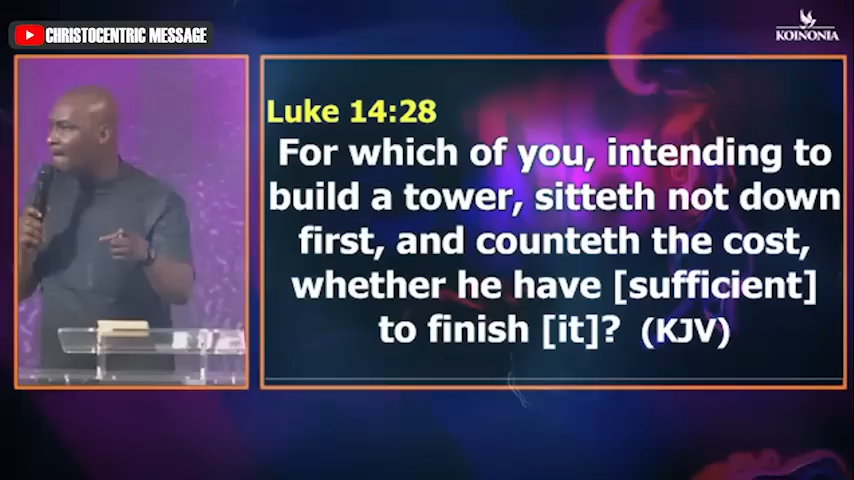 CHRISTOCENTRIC MESSAGE
KOINONIA
Luke 14:28
For which of you, intending to
build a tower, sitteth not down
first, and counteth the cost,
whether he have [sufficient]
to finish [it]? (KJV)